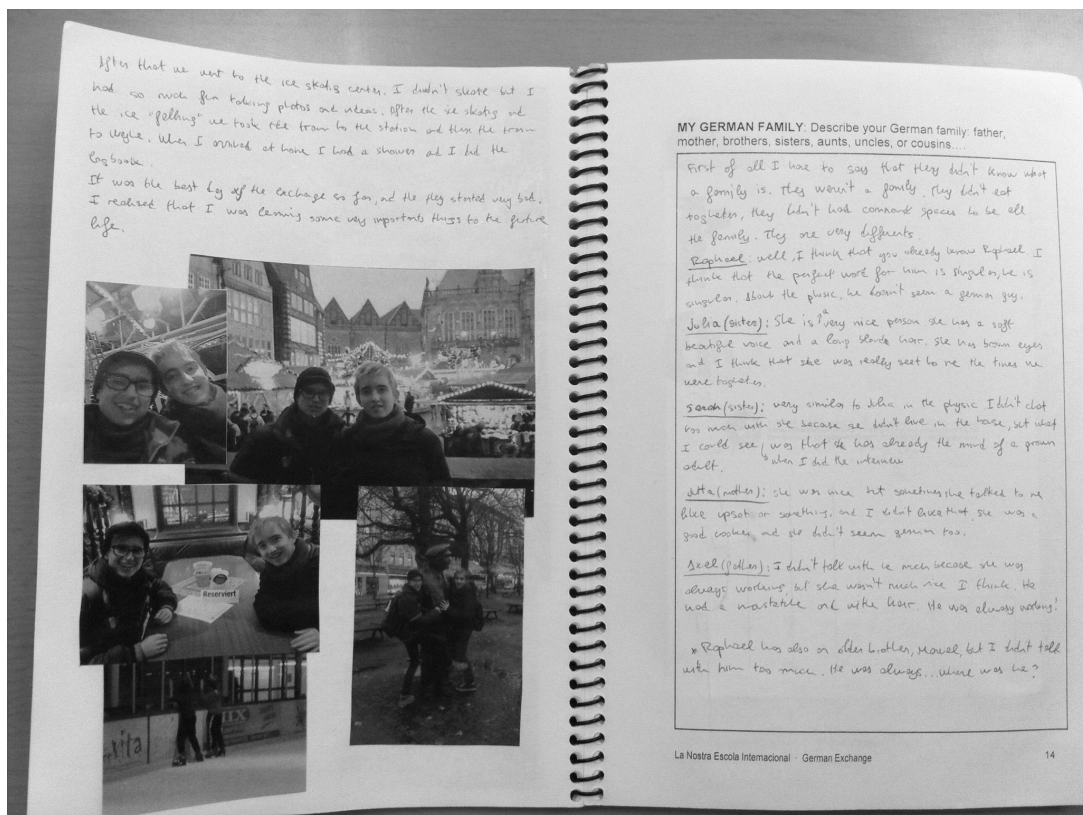 After that we went to the ice skating center. I didn't skate but I
had so much fun taking photos and videos. After the ice skating and
the ice "falling" we took the tram to the station and then the train
to Weyhe. When I arrived at home I had a shower and I did the
logbook.
It was the best day of the exchange so far, and the day started very bad.
I realised that I was learning some very importants things to the future
life.
Reserviert
MY GERMAN FAMILY: Describe your German family: father,
mother, brothers, sisters, aunts, uncles, or cousins....
First of all I have to say that they didn't know what
a family is. They weren't a family. They didn't eat
togheter, they didn't had commons spaces to be all
the family. They are very differents.
Raphael: well, I think that you already know Raphael. I
think that the perfect word for him is singular, he is
singular. About the physic, he doesn't seem a german guy.
Julia (sister): She is a very nice person she has a soft
beautiful voice and a long blonde hair. She has brown eyes
and I think that she was really to me the times we
were togheter.
Sarah (sister): very similar to Julia in the physic I didn't chat
too much with she because she didn't live in the house, but what
I could see, was that she has already the mind of a grown
adult. when I did the interview
Jutta (mother): she was nice but sometimes she talked to me
like upset or something, and I didn't like that, she was a
good cooker, and she didn't seem german too.
Axel (father): I didn't talk with he much because she was
always working, but she wasn't much nice I think. He
had a and white hair. He was always working!
* Raphael has also an older brother, but I didn't talk
with him too much. He was always...where was he?
La Nostra Escola Internacional · German Exchange
14